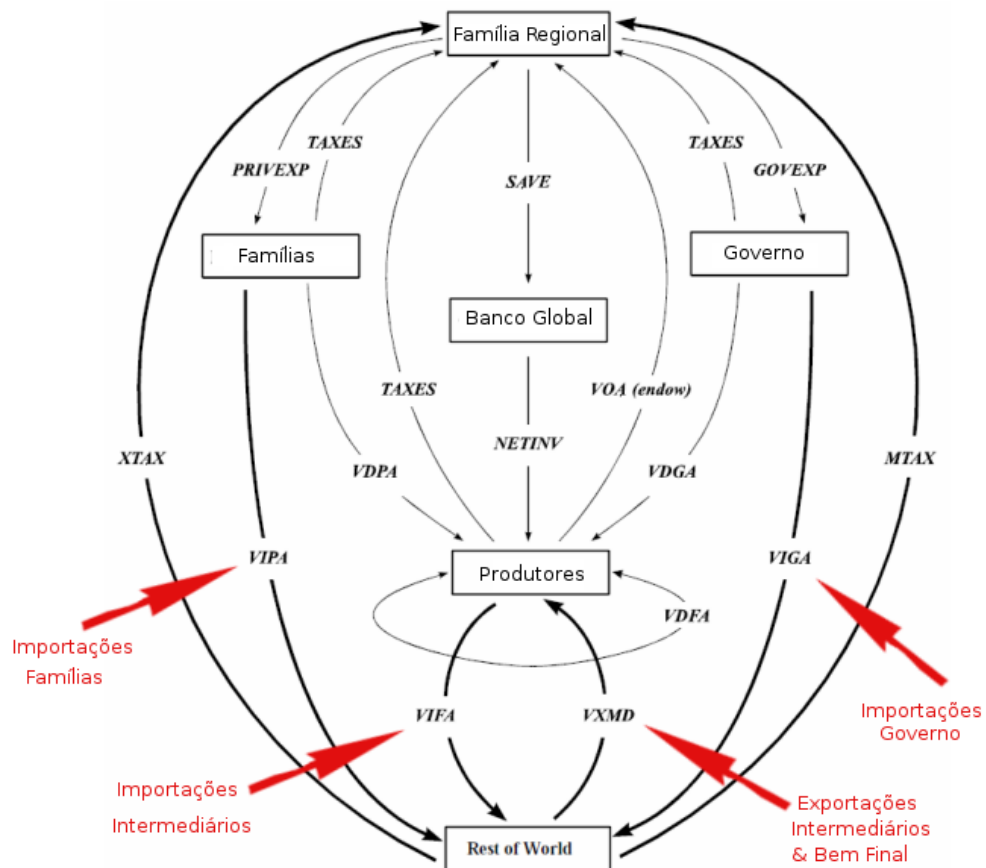 Família Regional
TAXES
TAXES
PRIVEXP
GOVEXP
SAVE
Famílias
Governo
Banco Global
TAXES
VOA (endow)
NETINV
XTAX
MTAX
VDPA
VDGA
VIPA
VIGA
Produtores
VDFA
Importações
Famílias
VIFA
VXMD
Importações
Governo
Importações
Intermediários
Exportações
Intermediários
& Bem Final
Rest of World